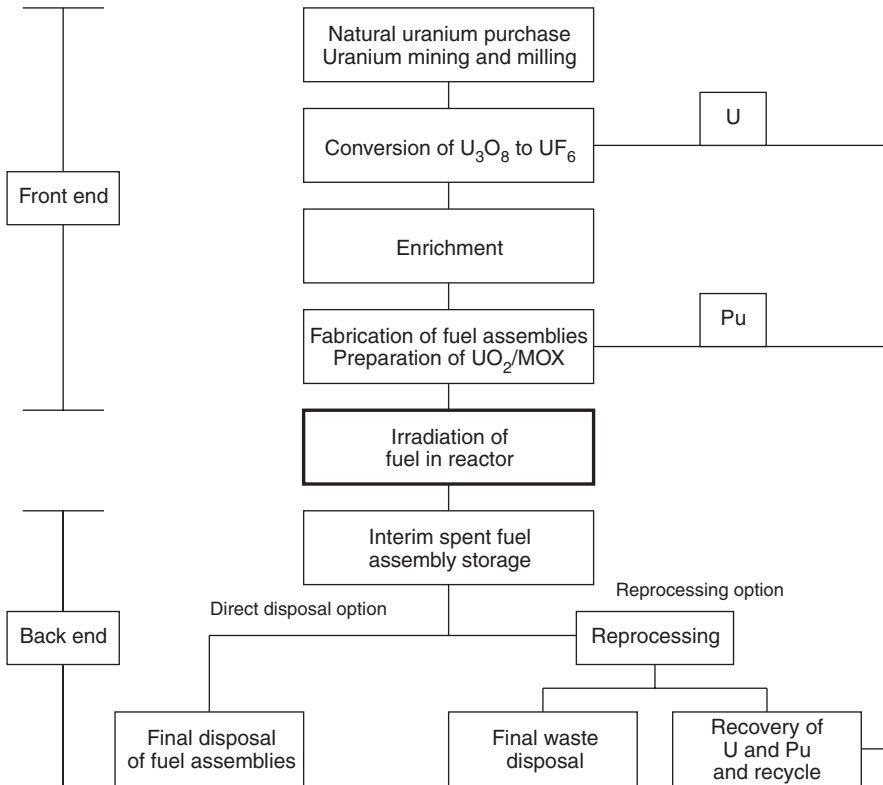 Natural uranium purchase
Uranium mining and milling
U
Conversion of U₃O₈ to UF₆
Front end
Enrichment
Pu
Fabrication of fuel assemblies
Preparation of UO₂/MOX
Irradiation of
fuel in reactor
Interim spent fuel
assembly storage
Direct disposal option
Reprocessing option
Back end
Reprocessing
Final disposal
of fuel assemblies
Final waste
disposal
Recovery of
U and Pu
and recycle